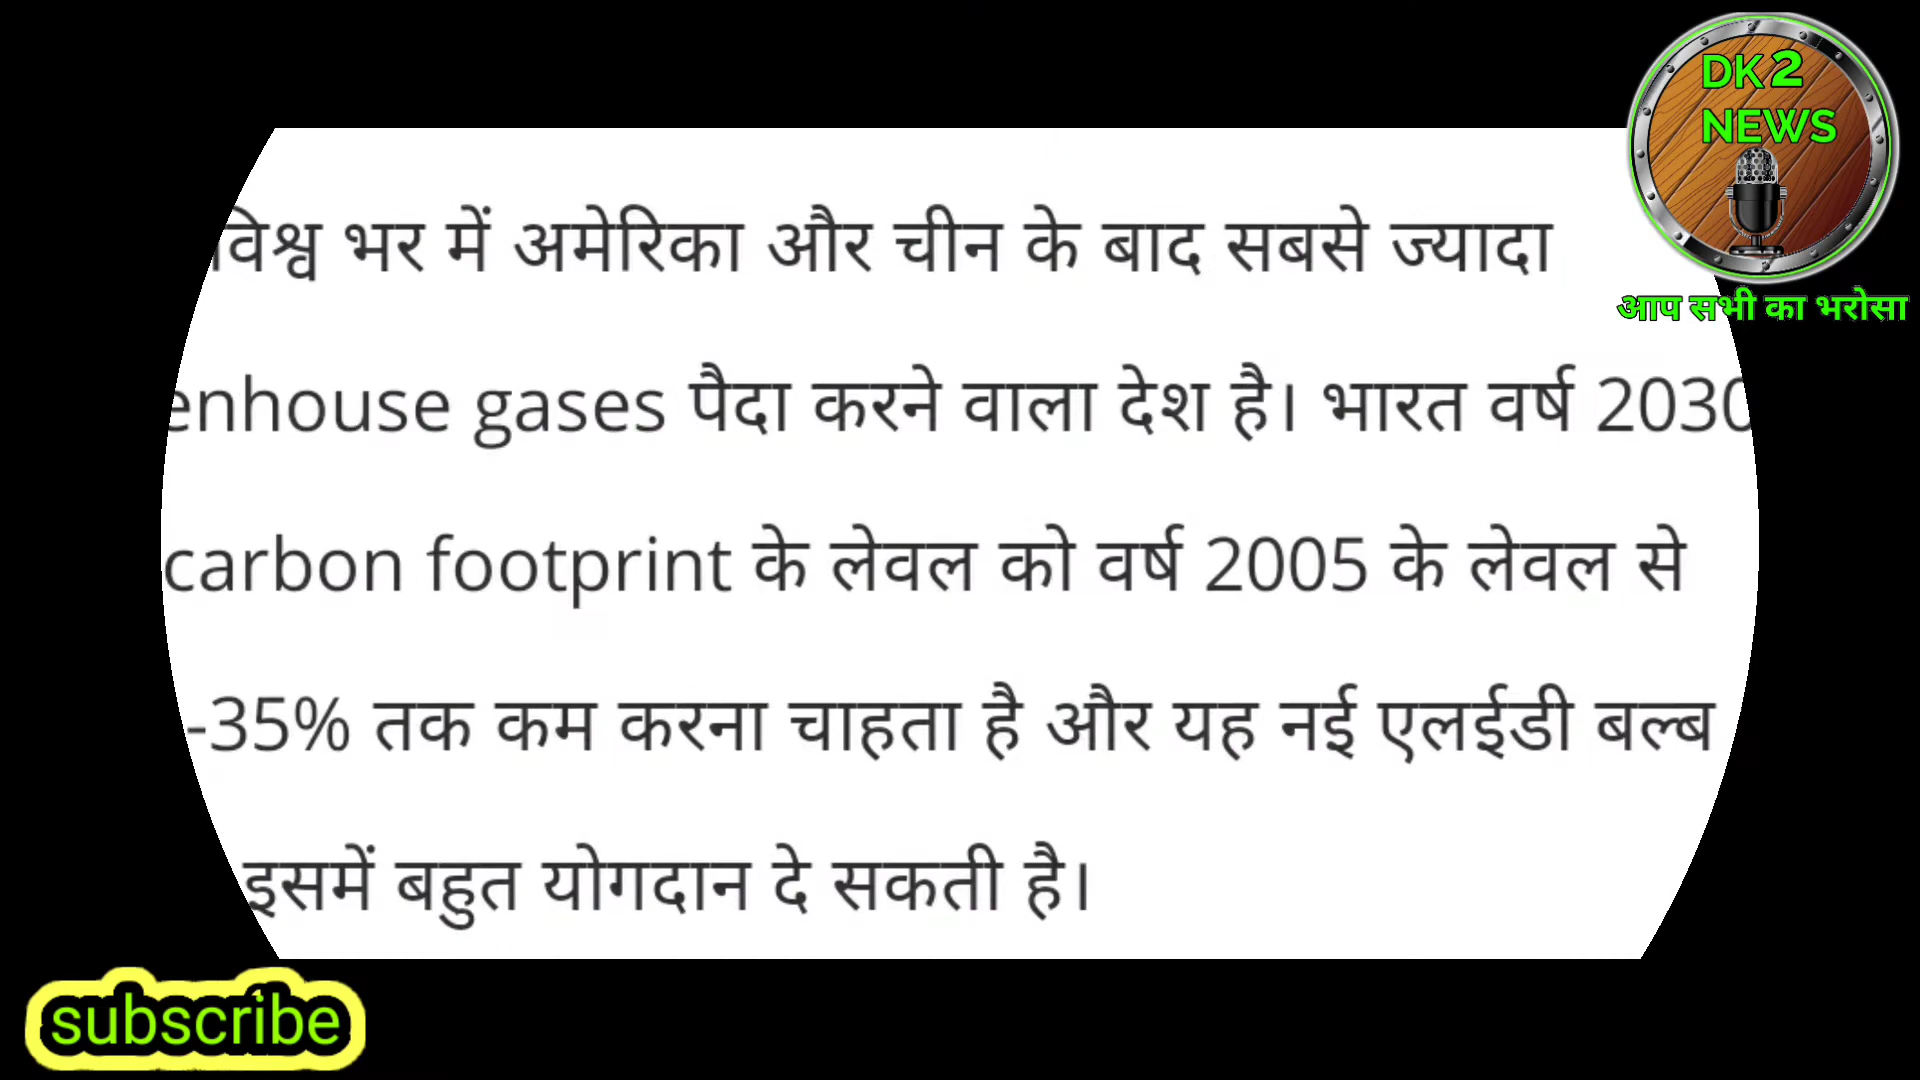 DK2
NEWS
आप सभी का भरोसा
विश्व भर में अमेरिका और चीन के बाद सबसे ज्यादा
enhouse gases पैदा करने वाला देश है। भारत वर्ष 2030
carbon footprint के लेवल को वर्ष 2005 के लेवल से
-35% तक कम करना चाहता है और यह नई एलईडी बल्ब
इसमें बहुत योगदान दे सकती है।
subscribe